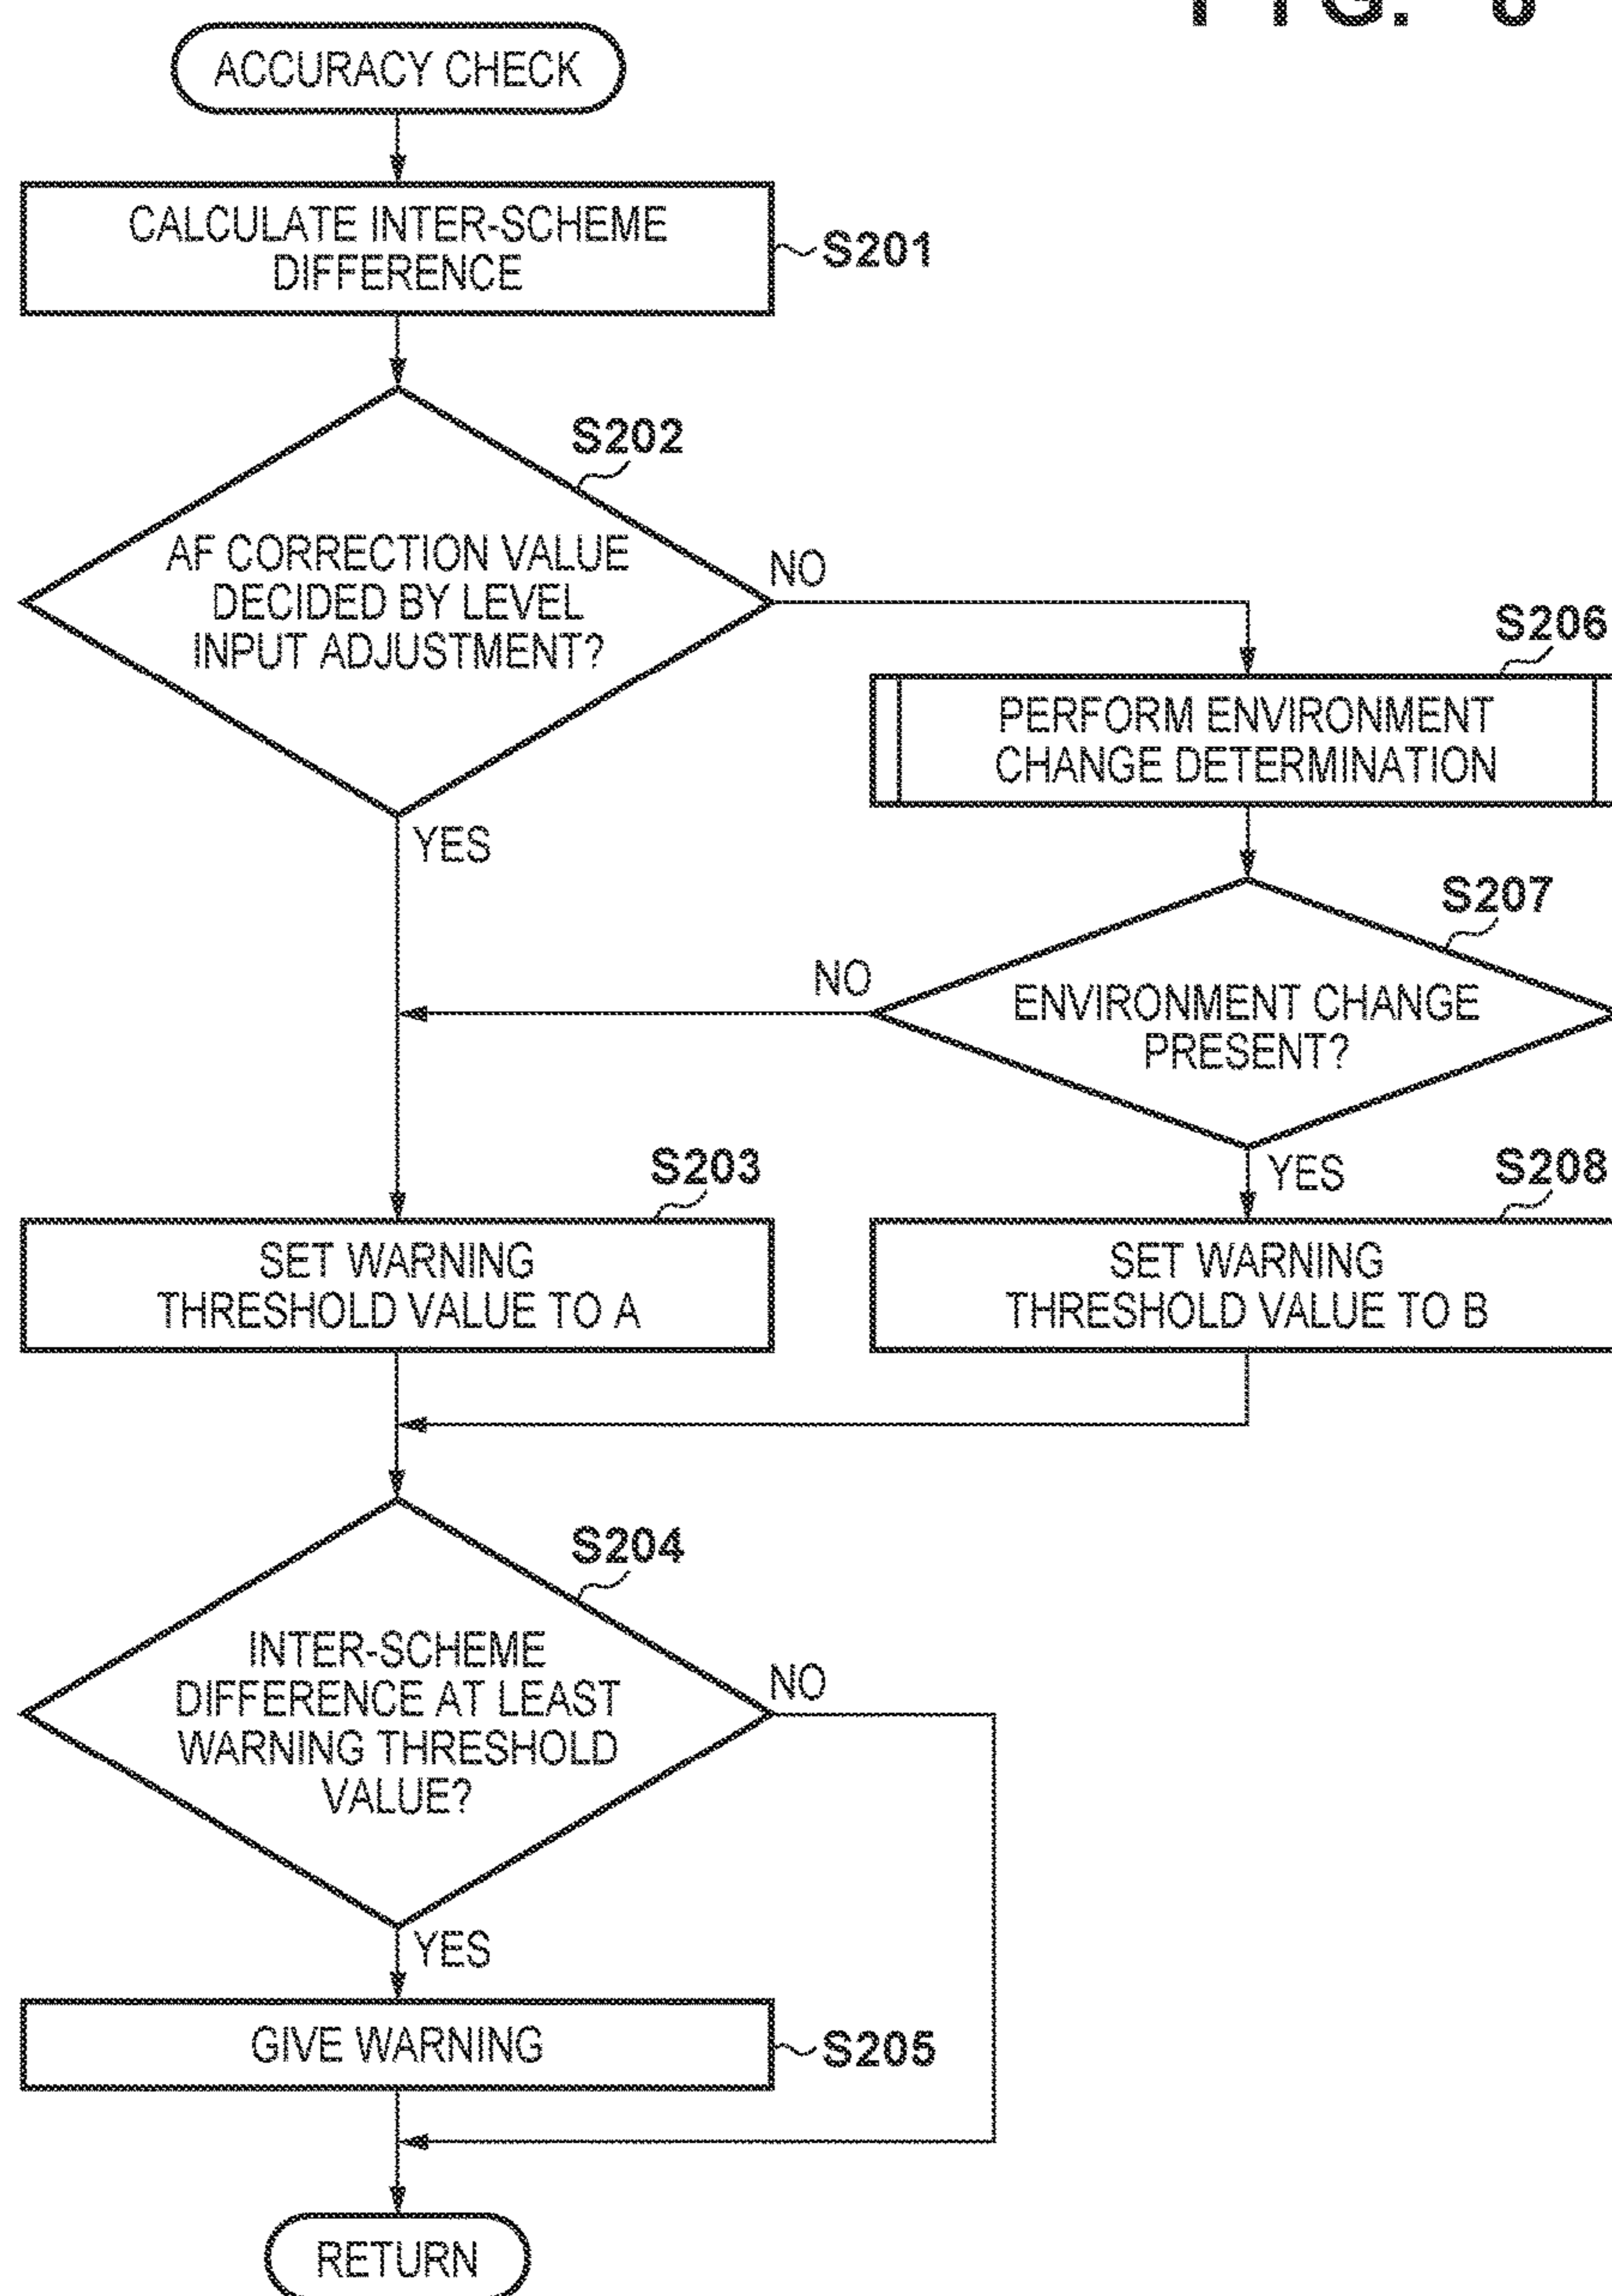 ACCURACY CHECK
CALCULATE INTER-SCHEME
DIFFERENCE
S201
S202
AF CORRECTION VALUE
DECIDED BY LEVEL
INPUT ADJUSTMENT?
NO
YES
S206
PERFORM ENVIRONMENT
CHANGE DETERMINATION
S207
ENVIRONMENT CHANGE
PRESENT?
NO
YES
S203
SET WARNING
THRESHOLD VALUE TO A
S208
SET WARNING
THRESHOLD VALUE TO B
S204
INTER-SCHEME
DIFFERENCE AT LEAST
WARNING THRESHOLD
VALUE?
NO
YES
GIVE WARNING
S205
RETURN